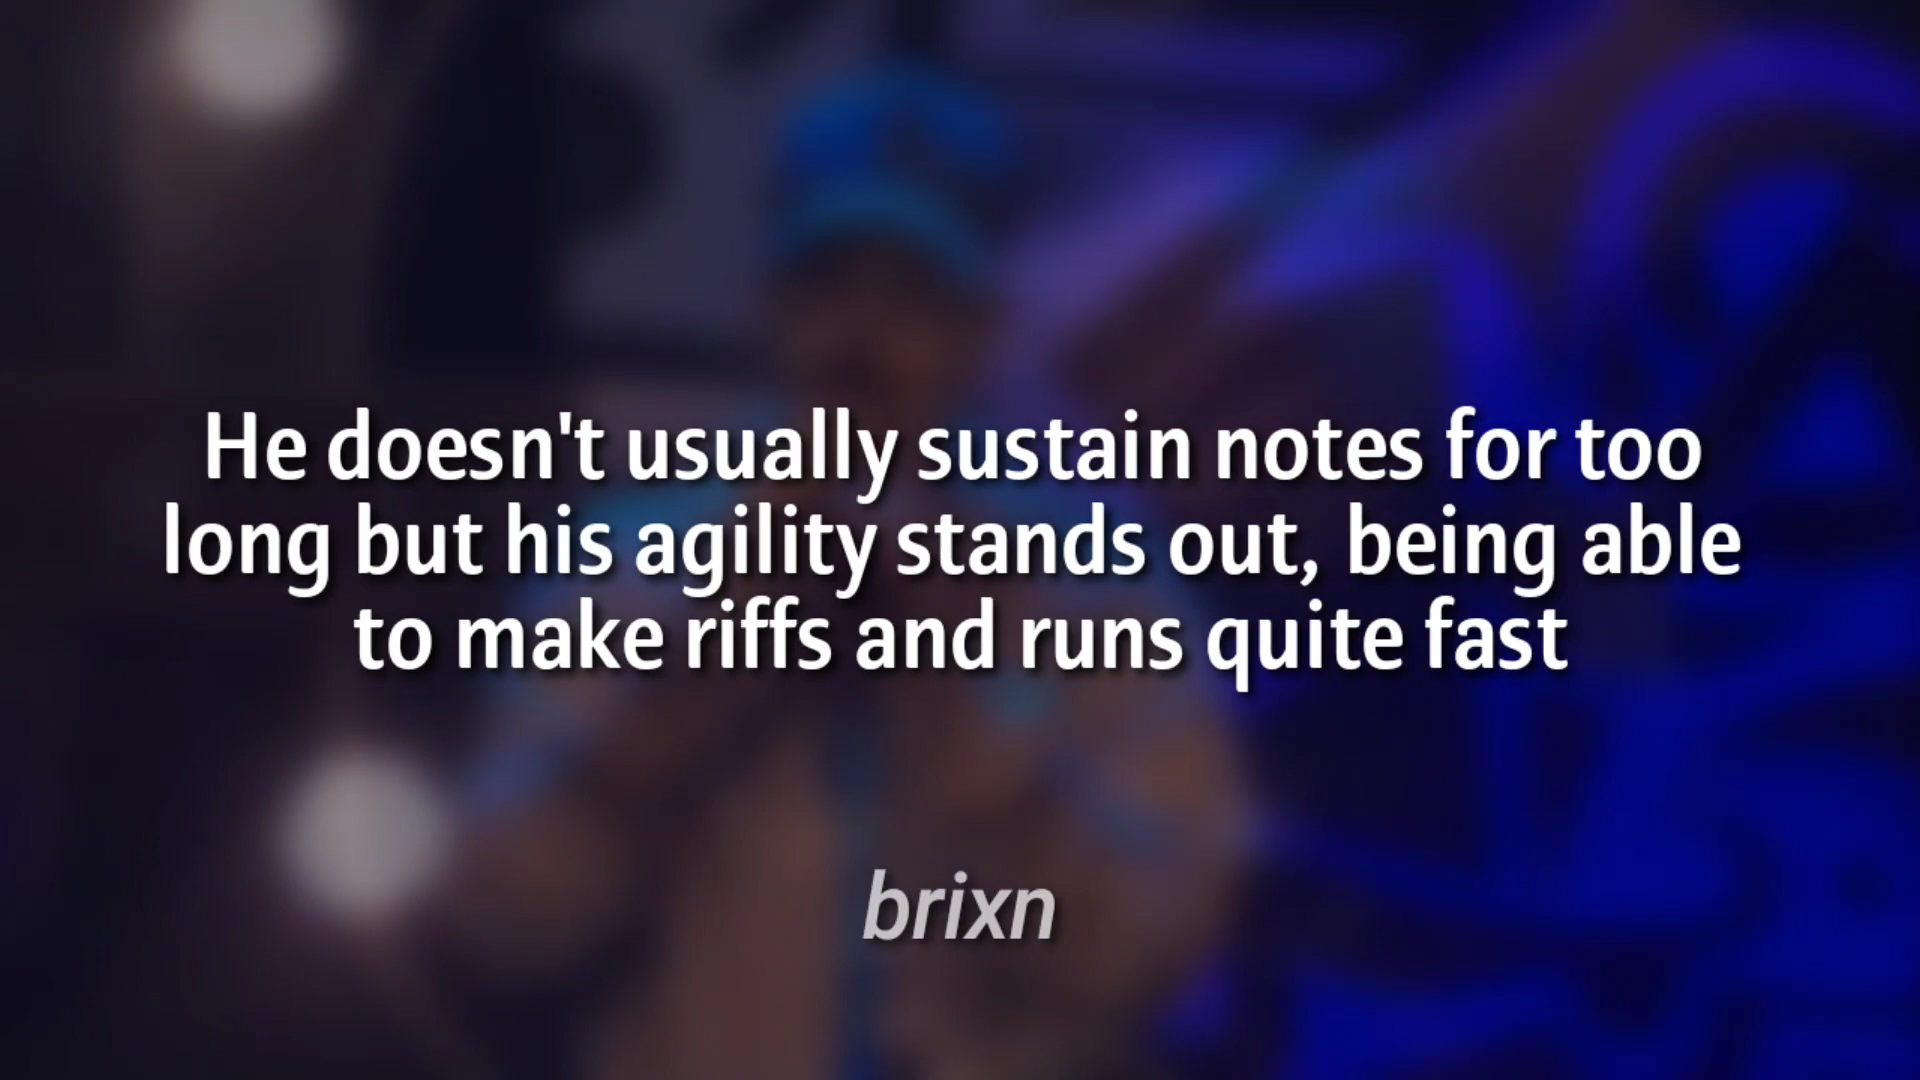 He doesn't usually sustain notes for too
long but his agility stands out, being able
to make riffs and runs quite fast
brixn